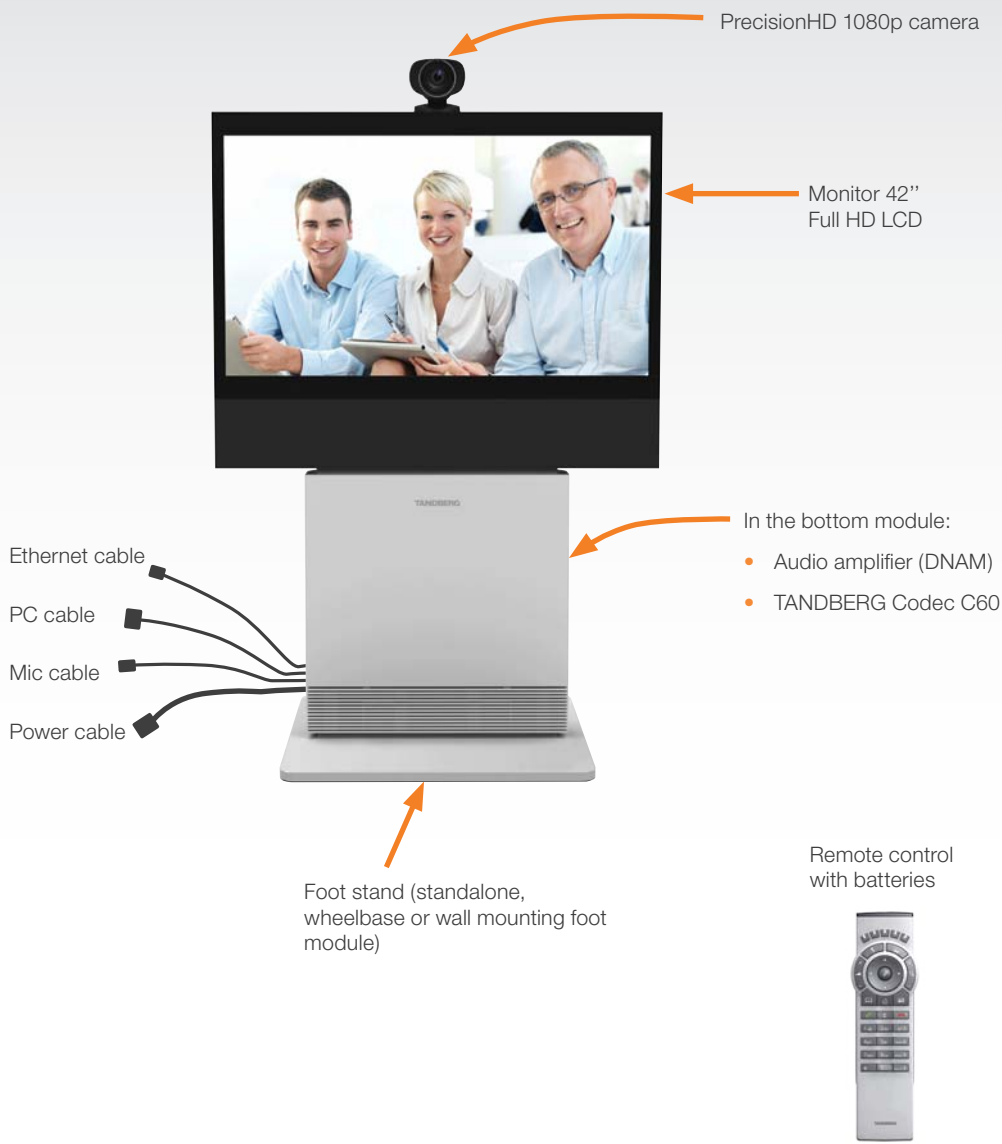 PrecisionHD 1080p camera
Monitor 42''
Full HD LCD
TANDBERG
In the bottom module:
• Audio amplifier (DNAM)
• TANDBERG Codec C60
Ethernet cable
PC cable
Mic cable
Power cable
Foot stand (standalone,
wheelbase or wall mounting foot
module)
Remote control
with batteries